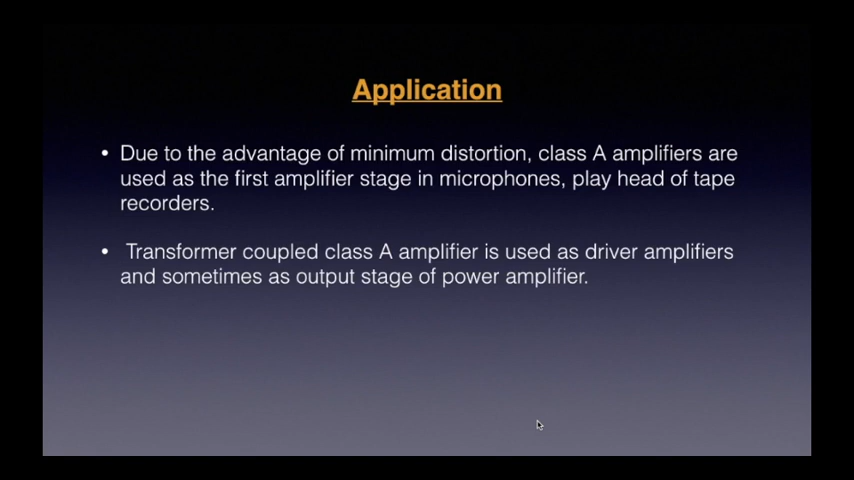 Application
• Due to the advantage of minimum distortion, class A amplifiers are
used as the first amplifier stage in microphones, play head of tape
recorders.
• Transformer coupled class A amplifier is used as driver amplifiers
and sometimes as output stage of power amplifier.